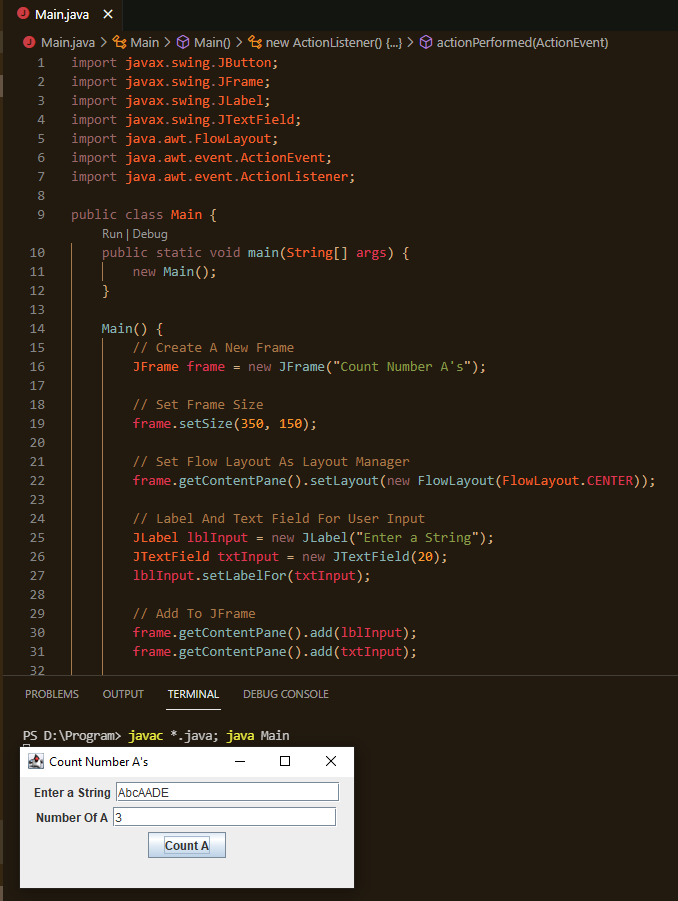 Main.java
Main.java > Main > Main() > new ActionListener() {...} > actionPerformed(ActionEvent)
1 import javax.swing.JButton;
2 import javax.swing.JFrame;
3 import javax.swing.JLabel;
4 import javax.swing.JTextField;
5 import java.awt.FlowLayout;
6 import java.awt.event.ActionEvent;
7 import java.awt.event.ActionListener;
8
9 public class Main {
Run | Debug
10 public static void main(String[] args) {
11 new Main();
12 }
13
14 Main() {
15 // Create A New Frame
16 JFrame frame = new JFrame("Count Number A's");
17
18 // Set Frame Size
19 frame.setSize(350, 150);
20
21 // Set Flow Layout As Layout Manager
22 frame.getContentPane().setLayout(new FlowLayout(FlowLayout.CENTER));
23
24 // Label And Text Field For User Input
25 JLabel lblInput = new JLabel("Enter a String");
26 JTextField txtInput = new JTextField(20);
27 lblInput.setLabelFor(txtInput);
28
29 // Add To JFrame
30 frame.getContentPane().add(lblInput);
31 frame.getContentPane().add(txtInput);
32
PROBLEMS OUTPUT TERMINAL DEBUG CONSOLE
PS D:\Program> javac *.java; java Main
Count Number A's
Enter a String AbcAADE
Number Of A 3
Count A